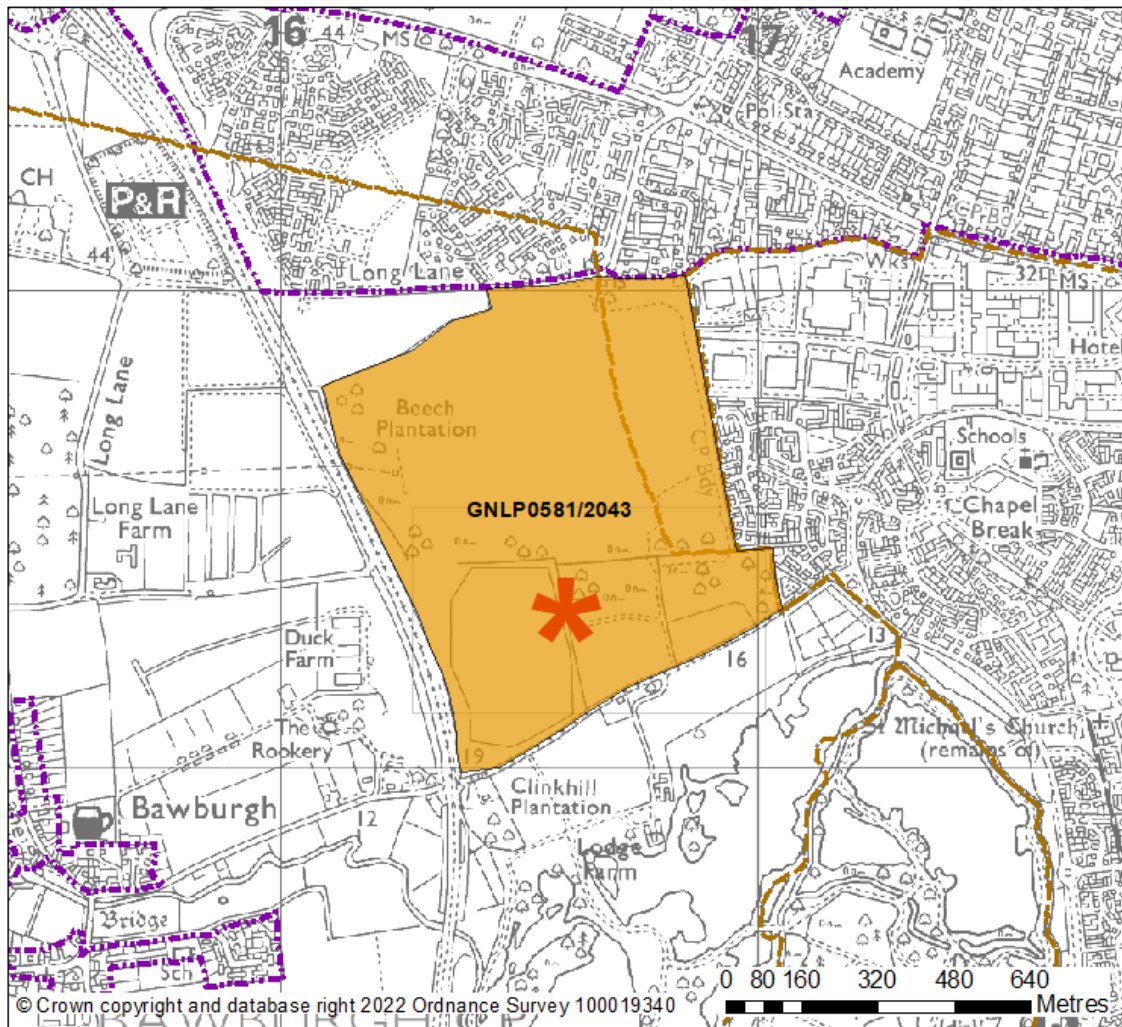 16
17
44
MS
Academy
Pol Sta
CH
P&R
44
Long Lane
Wks
32
MS
Hotel
Long Lane
Beech
Plantation
CP Bdy
Schools
GNLP0581/2043
Chapel
Break
Long Lane
Farm
Duck
Farm
13
16
The
Rookery
19
St Michael's Church
(remains of)
Clinkhill
Plantation
Bawburgh
12
Lodge
Farm
Bridge
Sch
0 80 160 320 480 640
Metres
© Crown copyright and database right 2022 Ordnance Survey 100019340
BAWBURGH CP